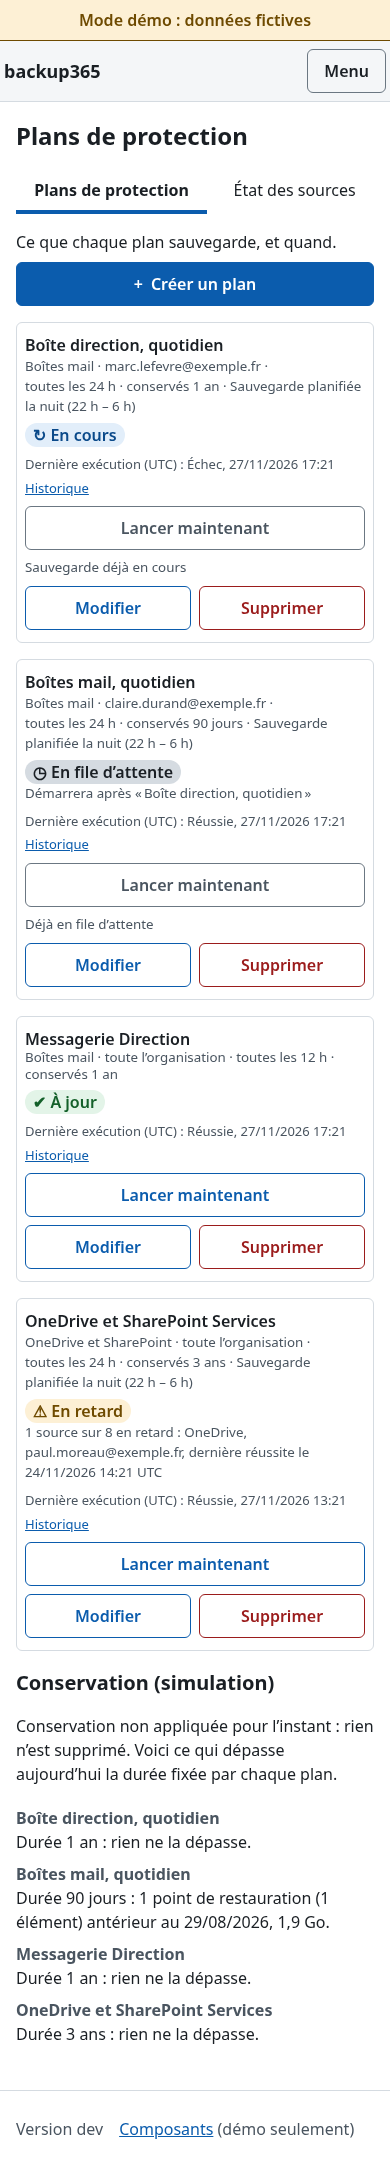 Mode démo : données fictives
backup365
Menu
Plans de protection
Plans de protection
État des sources
Ce que chaque plan sauvegarde, et quand.
+ Créer un plan
Boîte direction, quotidien
Boîtes mail · marc.lefevre@exemple.fr ·
toutes les 24 h · conservés 1 an · Sauvegarde planifiée
la nuit (22 h – 6 h)
↻ En cours
Dernière exécution (UTC) : Échec, 27/11/2026 17:21
Historique
Lancer maintenant
Sauvegarde déjà en cours
Modifier
Supprimer
Boîtes mail, quotidien
Boîtes mail · claire.durand@exemple.fr ·
toutes les 24 h · conservés 90 jours · Sauvegarde
planifiée la nuit (22 h – 6 h)
◷ En file d’attente
Démarrera après « Boîte direction, quotidien »
Dernière exécution (UTC) : Réussie, 27/11/2026 17:21
Historique
Lancer maintenant
Déjà en file d’attente
Modifier
Supprimer
Messagerie Direction
Boîtes mail · toute l’organisation · toutes les 12 h ·
conservés 1 an
✔ À jour
Dernière exécution (UTC) : Réussie, 27/11/2026 17:21
Historique
Lancer maintenant
Modifier
Supprimer
OneDrive et SharePoint Services
OneDrive et SharePoint · toute l’organisation ·
toutes les 24 h · conservés 3 ans · Sauvegarde
planifiée la nuit (22 h – 6 h)
⚠ En retard
1 source sur 8 en retard : OneDrive,
paul.moreau@exemple.fr, dernière réussite le
24/11/2026 14:21 UTC
Dernière exécution (UTC) : Réussie, 27/11/2026 13:21
Historique
Lancer maintenant
Modifier
Supprimer
Conservation (simulation)
Conservation non appliquée pour l’instant : rien
n’est supprimé. Voici ce qui dépasse
aujourd’hui la durée fixée par chaque plan.
Boîte direction, quotidien
Durée 1 an : rien ne la dépasse.
Boîtes mail, quotidien
Durée 90 jours : 1 point de restauration (1
élément) antérieur au 29/08/2026, 1,9 Go.
Messagerie Direction
Durée 1 an : rien ne la dépasse.
OneDrive et SharePoint Services
Durée 3 ans : rien ne la dépasse.
Version dev Composants (démo seulement)